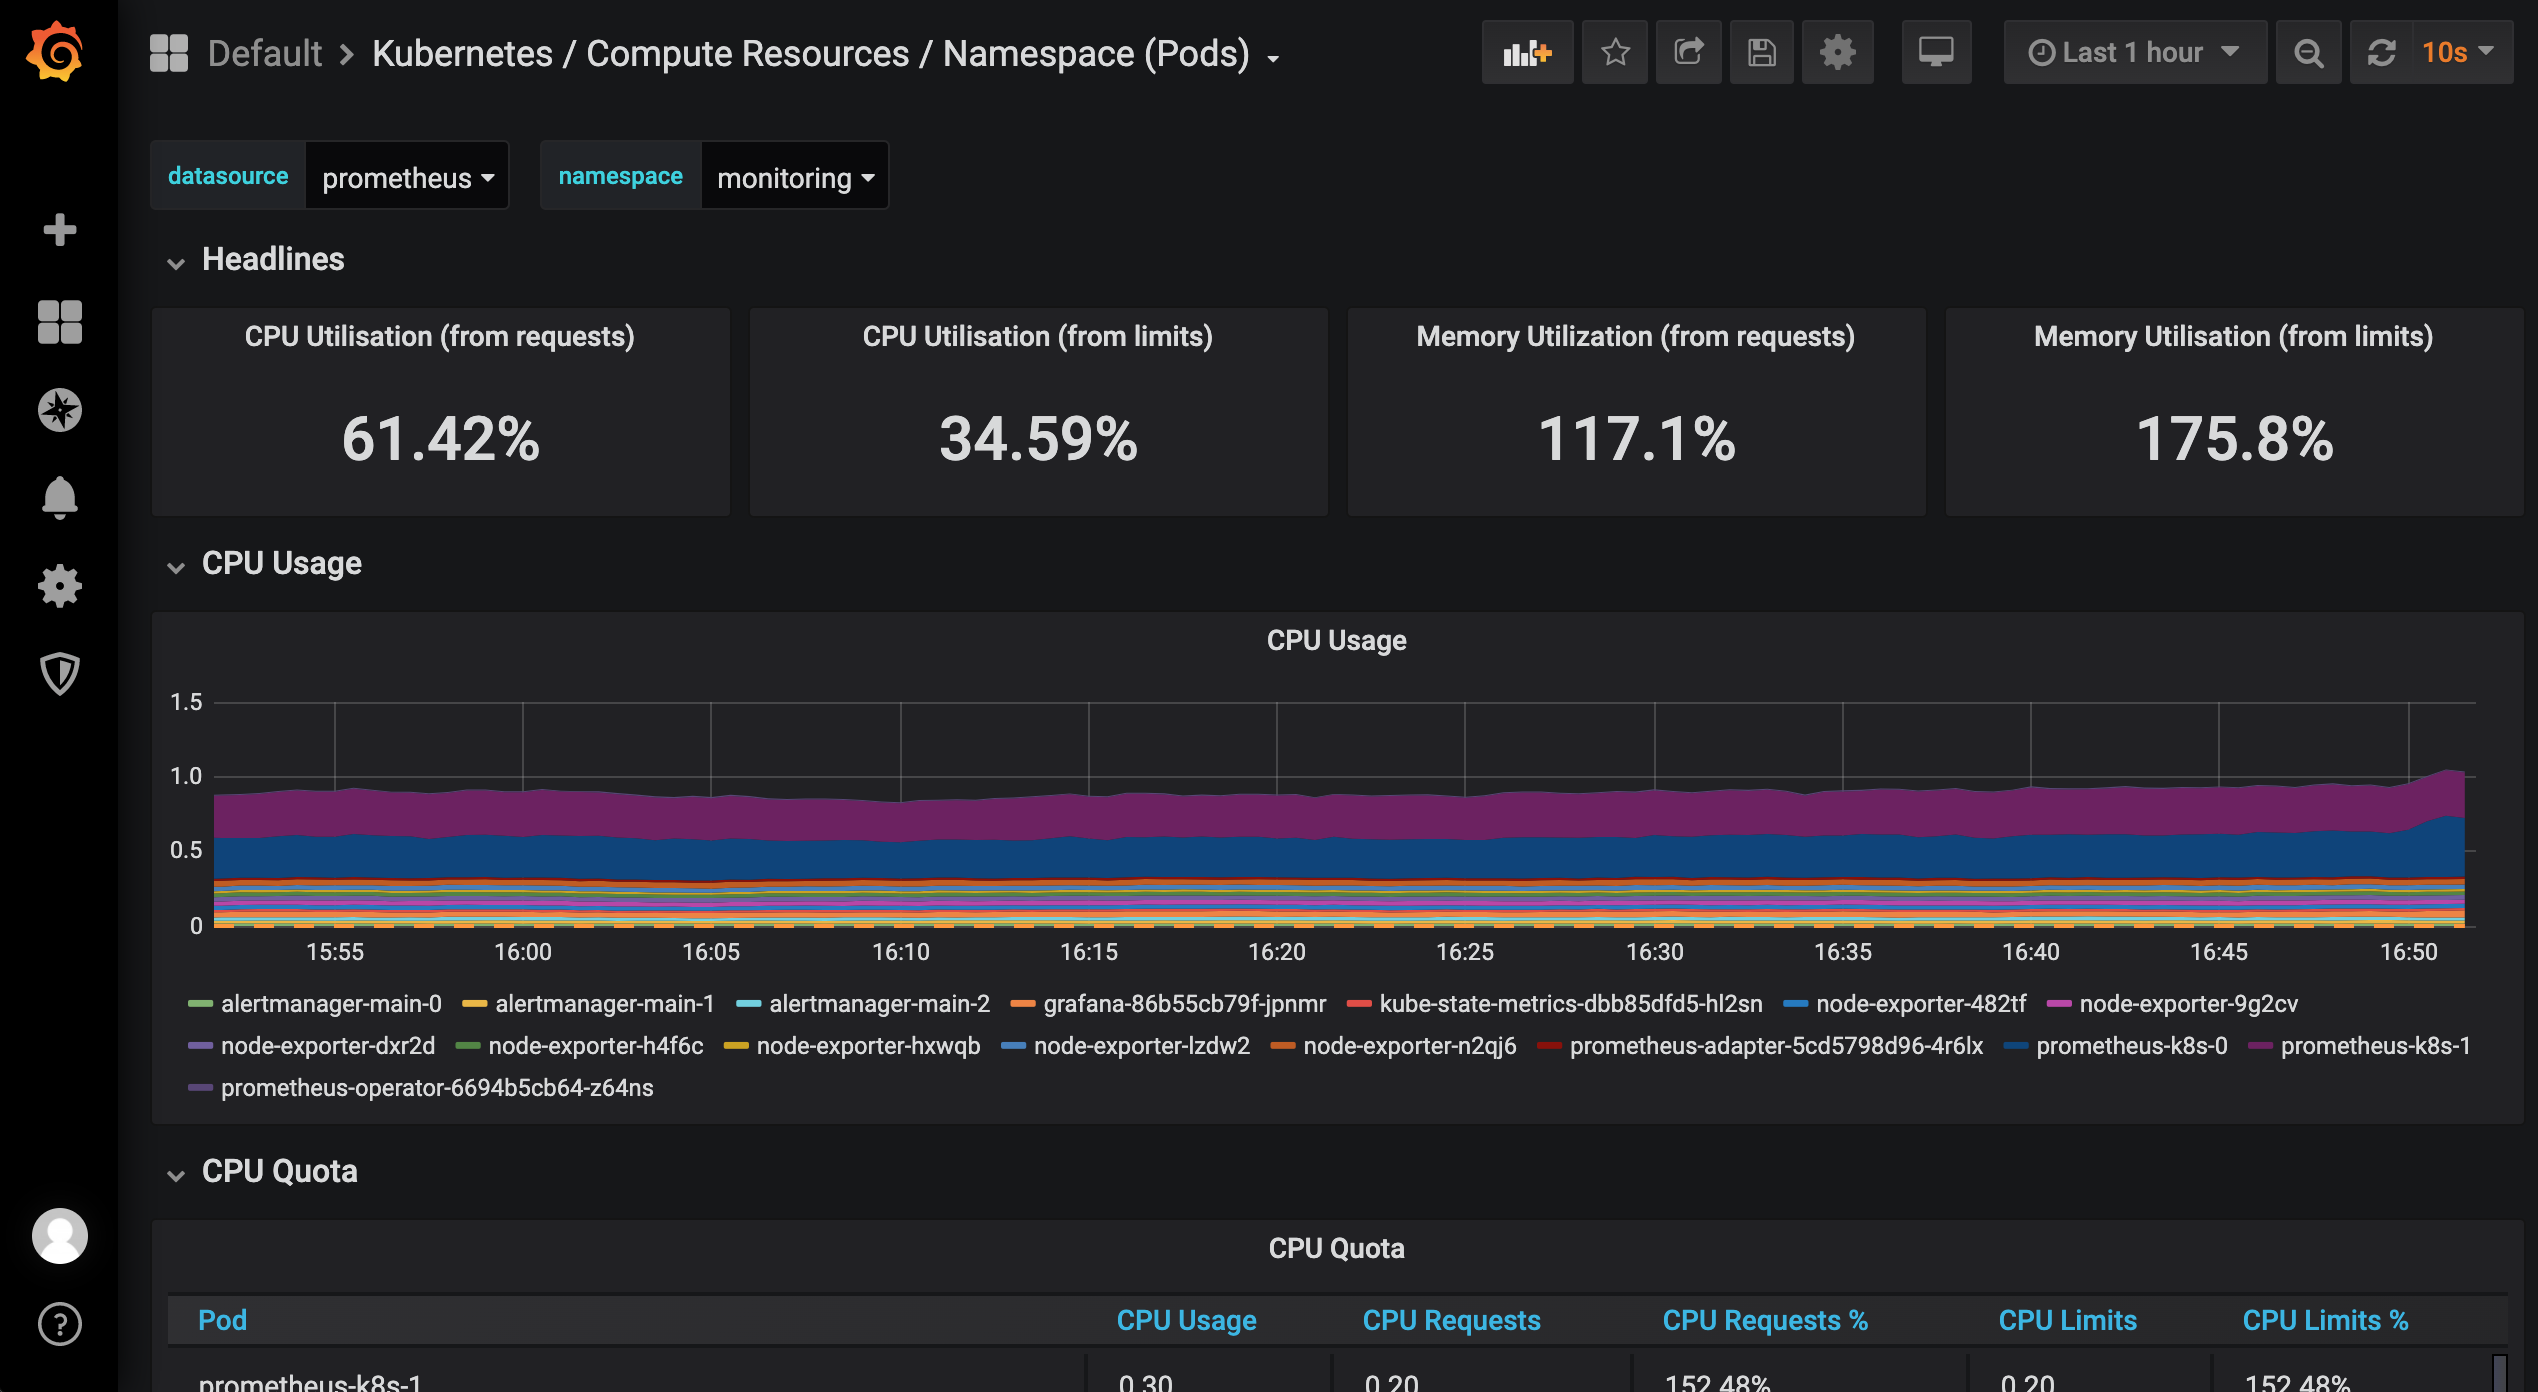 Default > Kubernetes / Compute Resources / Namespace (Pods)
Last 1 hour
10s
datasource prometheus namespace monitoring
Headlines
CPU Utilisation (from requests) CPU Utilisation (from limits) Memory Utilization (from requests) Memory Utilisation (from limits)
61.42% 34.59% 117.1% 175.8%
CPU Usage
CPU Usage
1.5
1.0
0.5
0
15:55 16:00 16:05 16:10 16:15 16:20 16:25 16:30 16:35 16:40 16:45 16:50
alertmanager-main-0 alertmanager-main-1 alertmanager-main-2 grafana-86b55cb79f-jpnmr kube-state-metrics-dbb85dfd5-hl2sn node-exporter-482tf node-exporter-9g2cv
node-exporter-dxr2d node-exporter-h4f6c node-exporter-hxwqb node-exporter-lzdw2 node-exporter-n2qj6 prometheus-adapter-5cd5798d96-4r6lx prometheus-k8s-0 prometheus-k8s-1
prometheus-operator-6694b5cb64-z64ns
CPU Quota
CPU Quota
Pod CPU Usage CPU Requests CPU Requests % CPU Limits CPU Limits %
prometheus-k8s-1 0.30 0.20 152.48% 0.20 152.48%